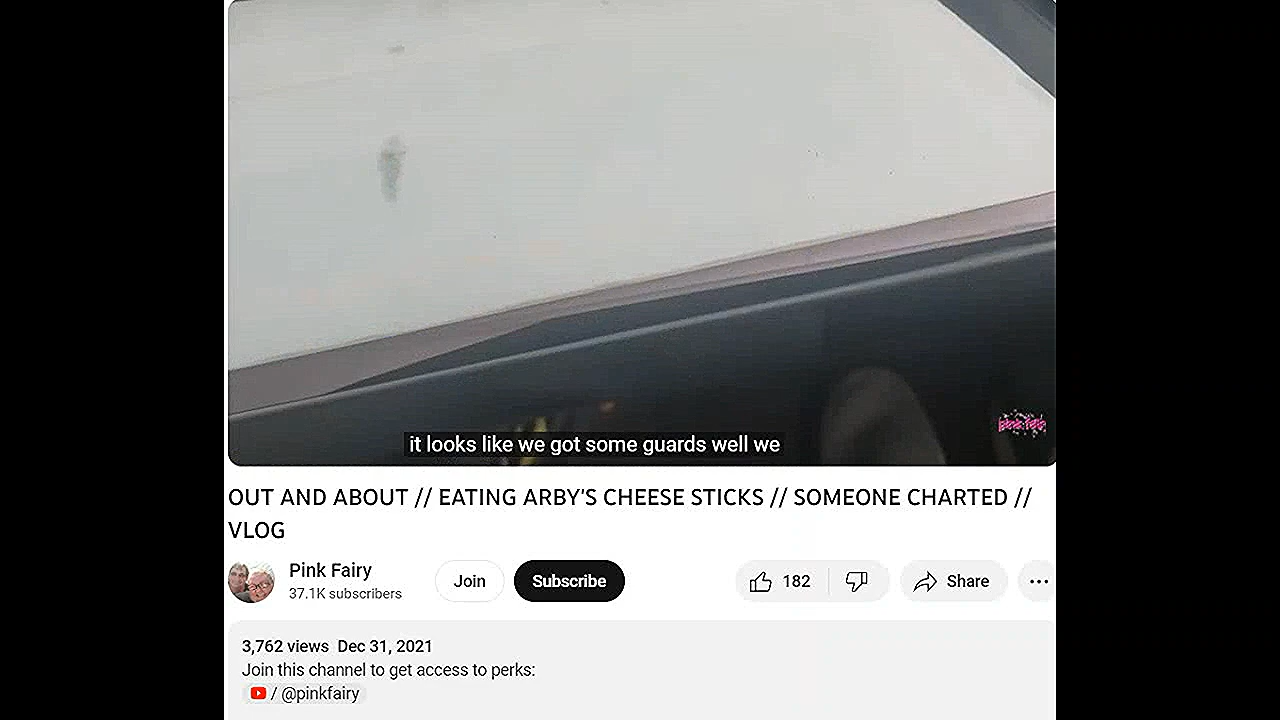 it looks like we got some guards well we
pink fairy
OUT AND ABOUT // EATING ARBY'S CHEESE STICKS // SOMEONE CHARTED //
VLOG
Pink Fairy
37.1K subscribers
Join
Subscribe
182
Share
3,762 views Dec 31, 2021
Join this channel to get access to perks:
/ @pinkfairy